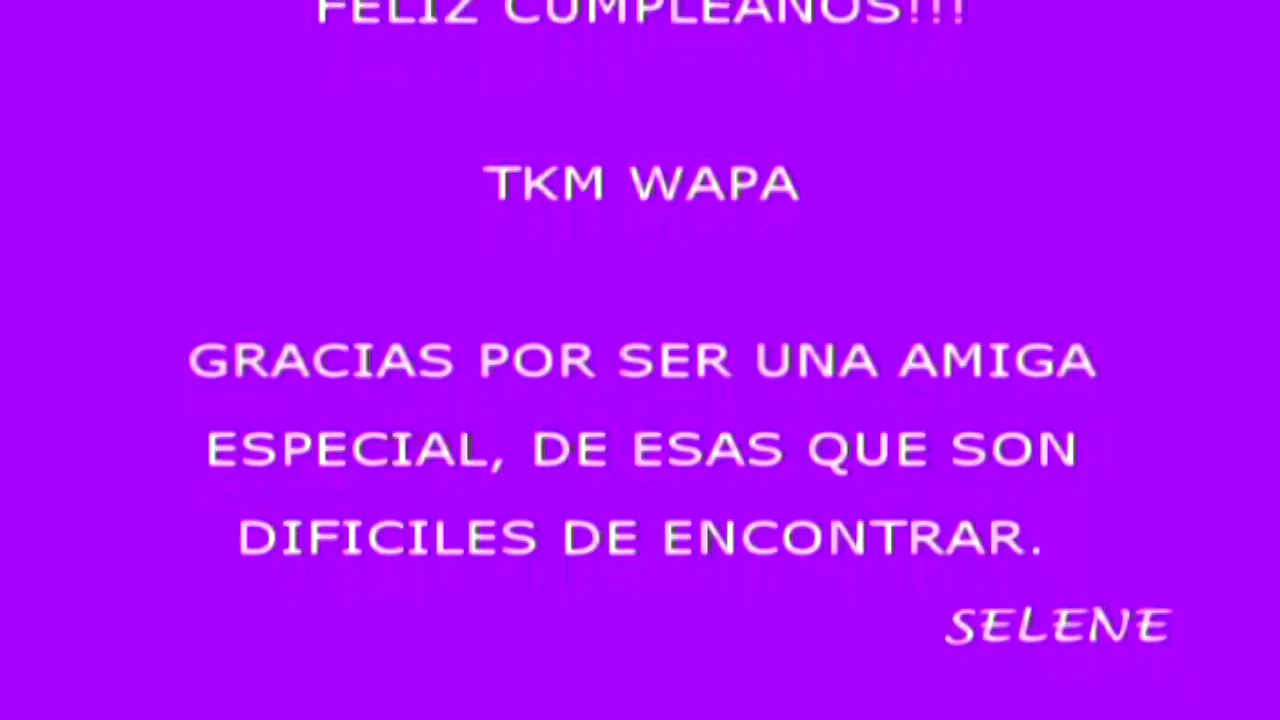 FELIZ CUMPLEAÑOS!!!
TKM WAPA
GRACIAS POR SER UNA AMIGA
ESPECIAL, DE ESAS QUE SON
DIFICILES DE ENCONTRAR.
SELENE